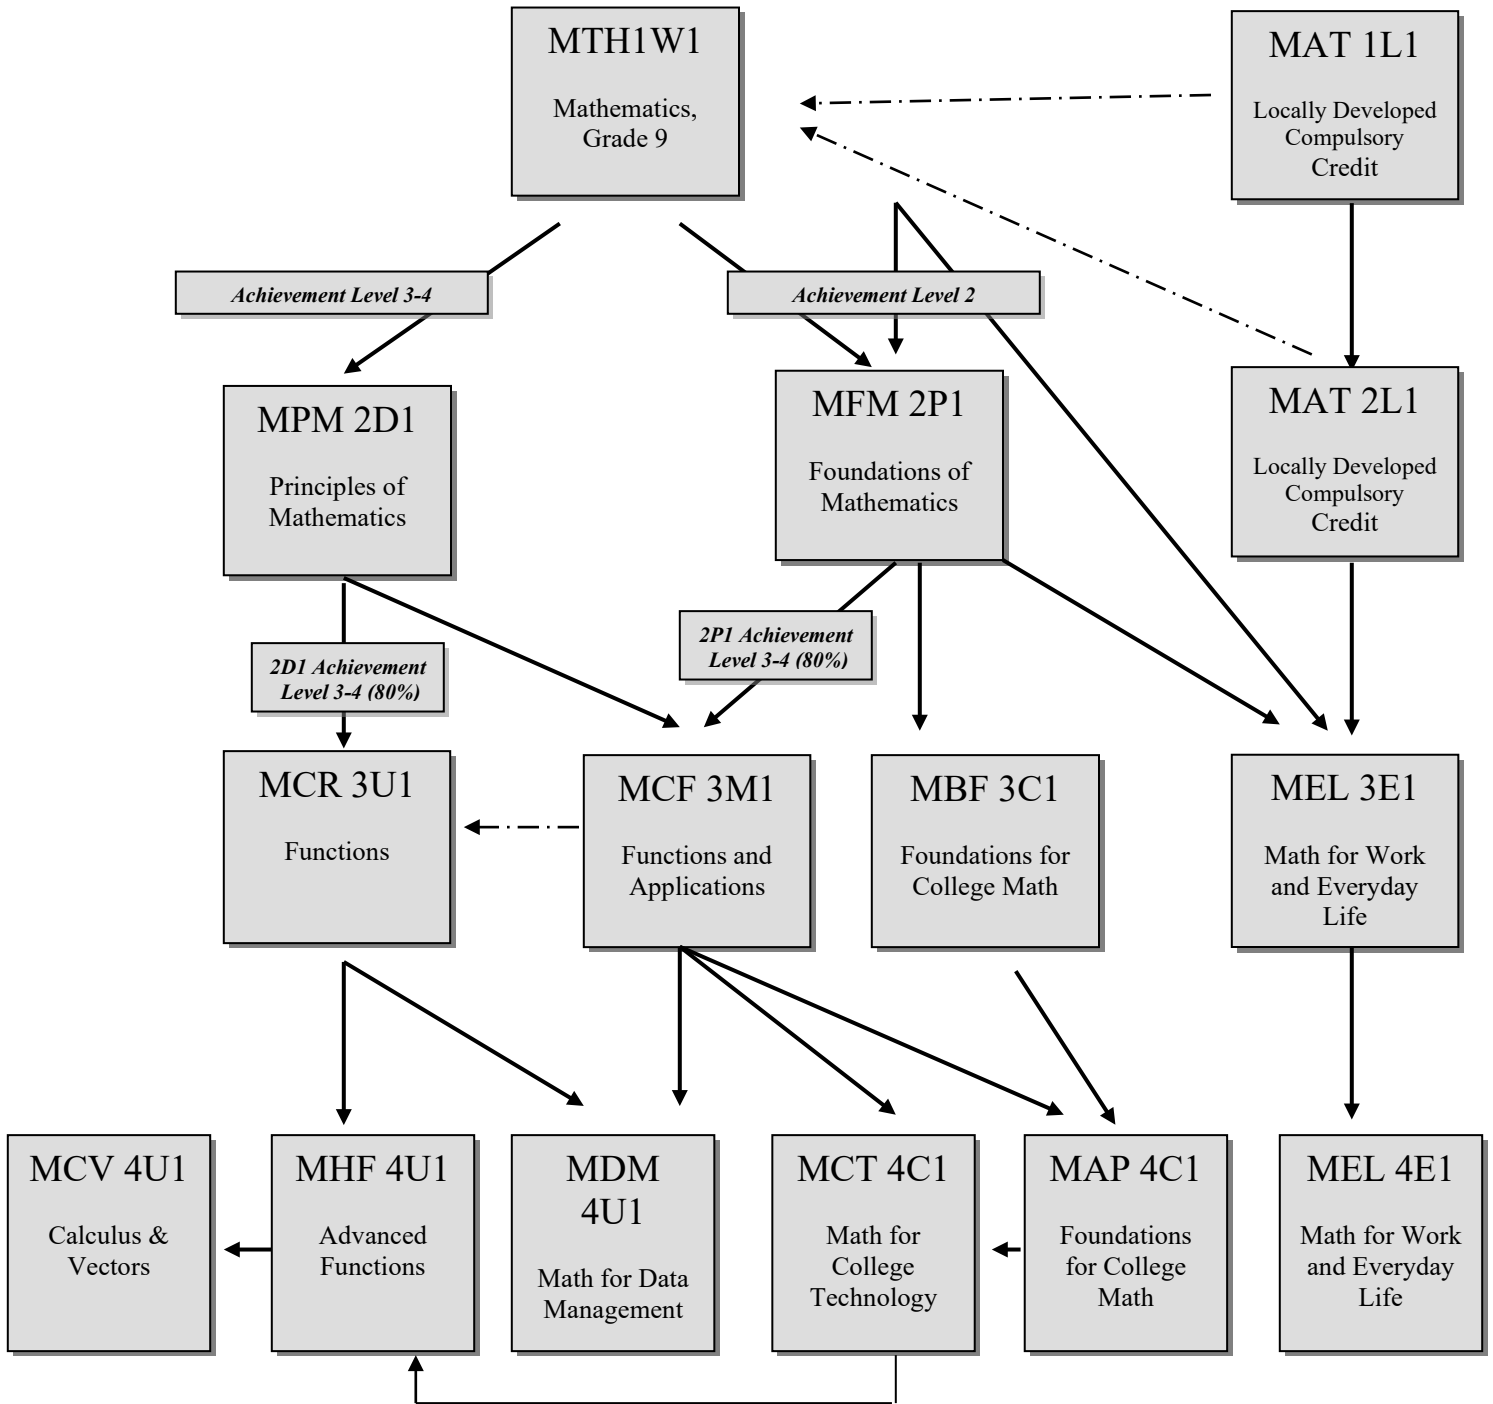 MTH1W1
Mathematics,
Grade 9
MAT 1L1
Locally Developed
Compulsory
Credit
Achievement Level 3-4
Achievement Level 2
MPM 2D1
Principles of
Mathematics
MFM 2P1
Foundations of
Mathematics
MAT 2L1
Locally Developed
Compulsory
Credit
2D1 Achievement
Level 3-4 (80%)
2P1 Achievement
Level 3-4 (80%)
MCR 3U1
Functions
MCF 3M1
Functions and
Applications
MBF 3C1
Foundations for
College Math
MEL 3E1
Math for Work
and Everyday
Life
MCV 4U1
Calculus &
Vectors
MHF 4U1
Advanced
Functions
MDM
4U1
Math for Data
Management
MCT 4C1
Math for
College
Technology
MAP 4C1
Foundations
for College
Math
MEL 4E1
Math for Work
and Everyday
Life